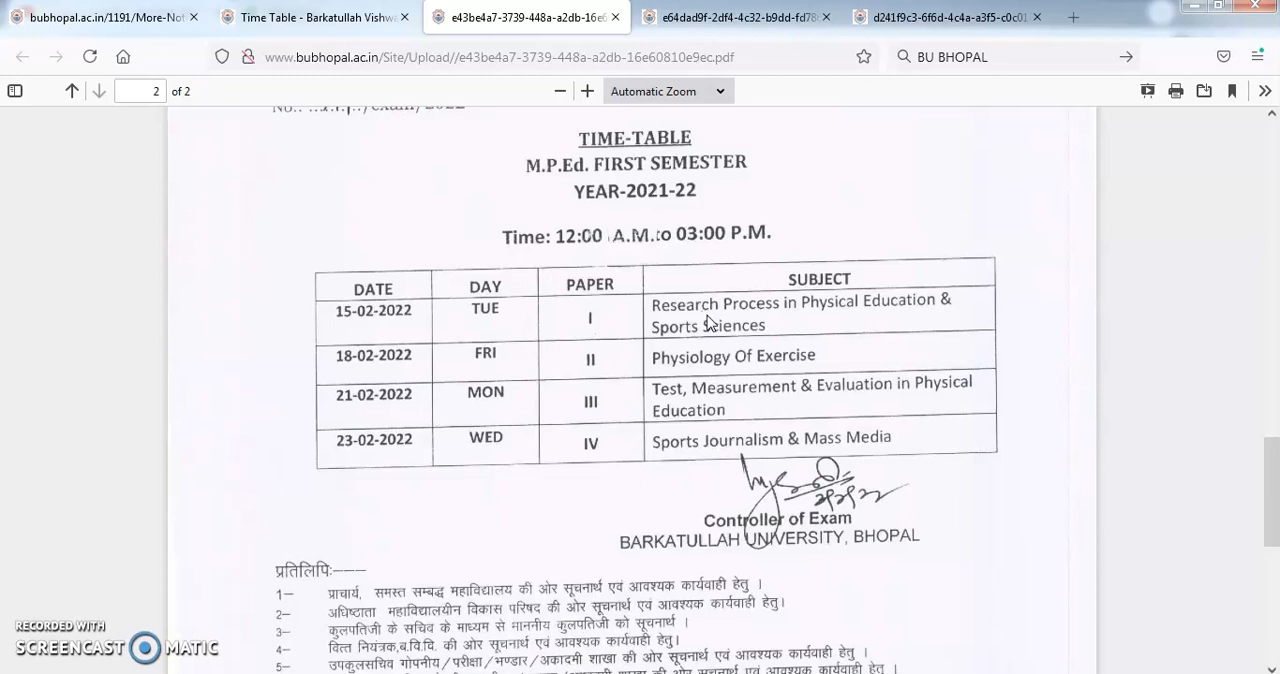 bubhopal.ac.in/1191/More-Not
Time Table - Barkatullah Vishwa
e43be4a7-3739-448a-a2db-16e6
e64dad9f-2df4-4c32-b9dd-fd78
d241f9c3-6f6d-4c4a-a3f5-c0c01
www.bubhopal.ac.in/Site/Upload//e43be4a7-3739-448a-a2db-16e60810e9ec.pdf
BU BHOPAL
2 of 2
Automatic Zoom
TIME-TABLE
M.P.Ed. FIRST SEMESTER
YEAR-2021-22
Time: 12:00 A.M.to 03:00 P.M.
DATE DAY PAPER SUBJECT
15-02-2022 TUE I Research Process in Physical Education &
Sports Sciences
18-02-2022 FRI II Physiology Of Exercise
21-02-2022 MON III Test, Measurement & Evaluation in Physical
Education
23-02-2022 WED IV Sports Journalism & Mass Media
Controller of Exam
BARKATULLAH UNIVERSITY, BHOPAL
प्रतिलिपिः———
1— प्राचार्य, समस्त सम्बद्ध महाविद्यालय की ओर सूचनार्थ एवं आवश्यक कार्यवाही हेतु ।
2— अधिष्ठाता महाविद्यालयीन विकास परिषद की ओर सूचनार्थ एवं आवश्यक कार्यवाही हेतु।
3— कुलपतिजी के सचिव के माध्यम से माननीय कुलपतिजी को सूचनार्थ ।
4— वित्त नियंत्रक,ब.वि.वि. की ओर सूचनार्थ एवं आवश्यक कार्यवाही हेतु।
5— उपकुलसचिव गोपनीय/परीक्षा/भण्डार/अकादमी शाखा की ओर सूचनार्थ एवं आवश्यक कार्यवाही हेतु ।
RECORDED WITH
SCREENCAST MATIC